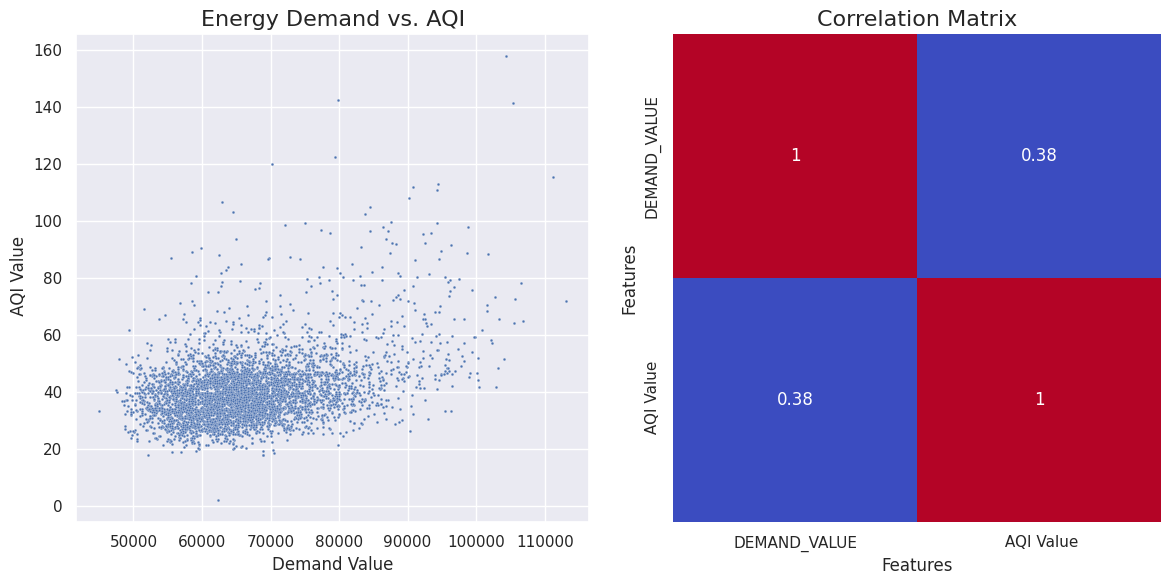 Energy Demand vs. AQI
160
140
120
100
80
60
40
20
0
AQI Value
50000 60000 70000 80000 90000 100000 110000
Demand Value
Correlation Matrix
DEMAND_VALUE
AQI Value
Features
1 0.38
0.38 1
DEMAND_VALUE AQI Value
Features